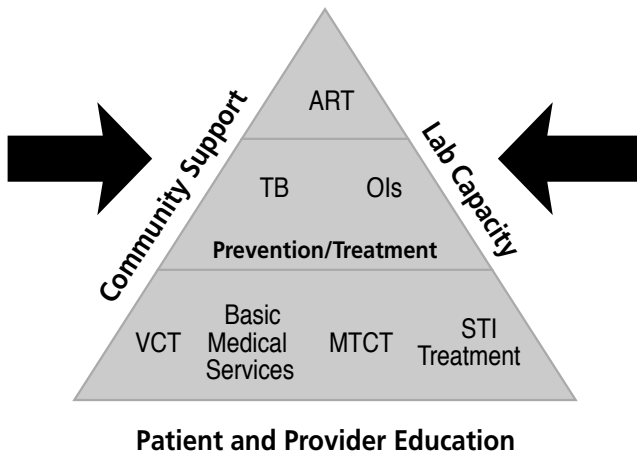 ART
Community Support
Lab Capacity
TB
OIs
Prevention/Treatment
VCT
Basic
Medical
Services
MTCT
STI
Treatment
Patient and Provider Education